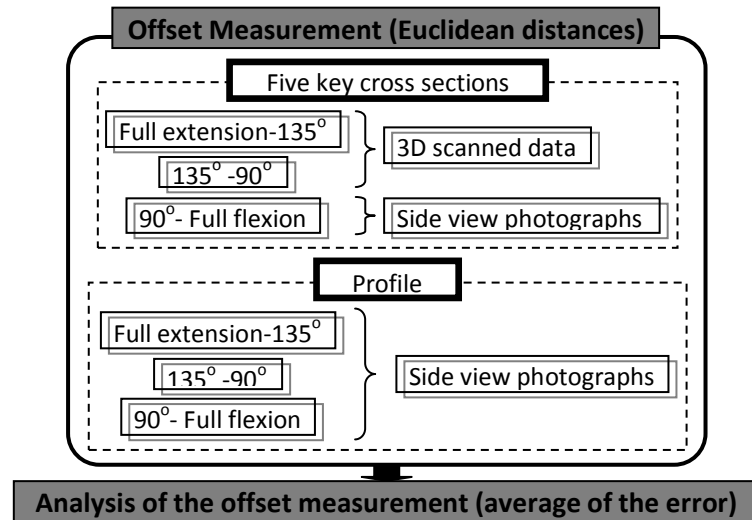 Offset Measurement (Euclidean distances)
Five key cross sections
Full extension-135°
135° -90°
3D scanned data
90°- Full flexion
Side view photographs
Profile
Full extension-135°
135° -90°
90°- Full flexion
Side view photographs
Analysis of the offset measurement (average of the error)